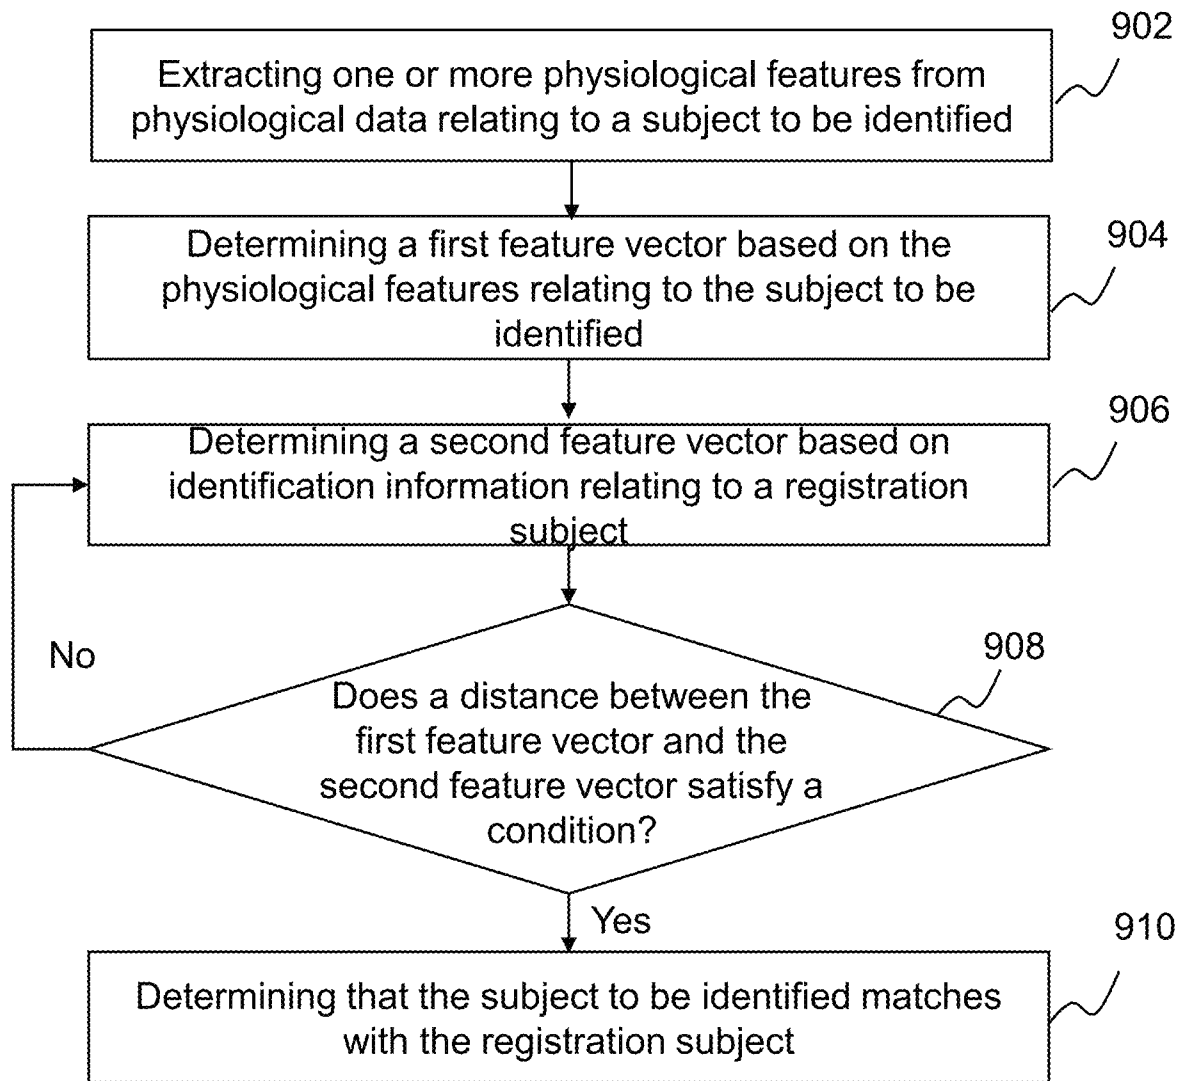 902
Extracting one or more physiological features from
physiological data relating to a subject to be identified
904
Determining a first feature vector based on the
physiological features relating to the subject to be
identified
906
Determining a second feature vector based on
identification information relating to a registration
subject
No
908
Does a distance between the
first feature vector and the
second feature vector satisfy a
condition?
Yes
910
Determining that the subject to be identified matches
with the registration subject